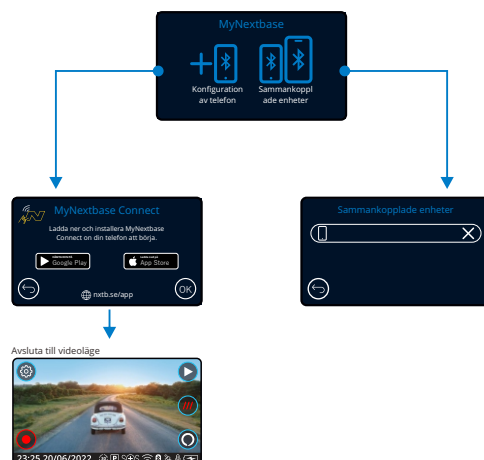 MyNextbase
Konfiguration
av telefon
Sammankoppl
ade enheter
MyNextbase Connect
Ladda ner och installera MyNextbase
Connect on din telefon att börja.
Google Play
App Store
nxtb.se/app
OK
Sammankopplade enheter
Avsluta till videoläge
23:25 20/06/2022 P SOS